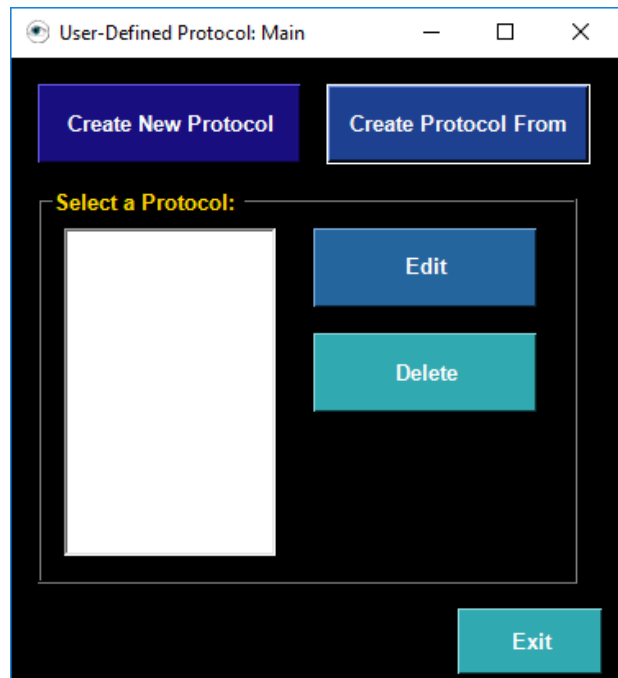 User-Defined Protocol: Main
Create New Protocol
Create Protocol From
Select a Protocol:
Edit
Delete
Exit